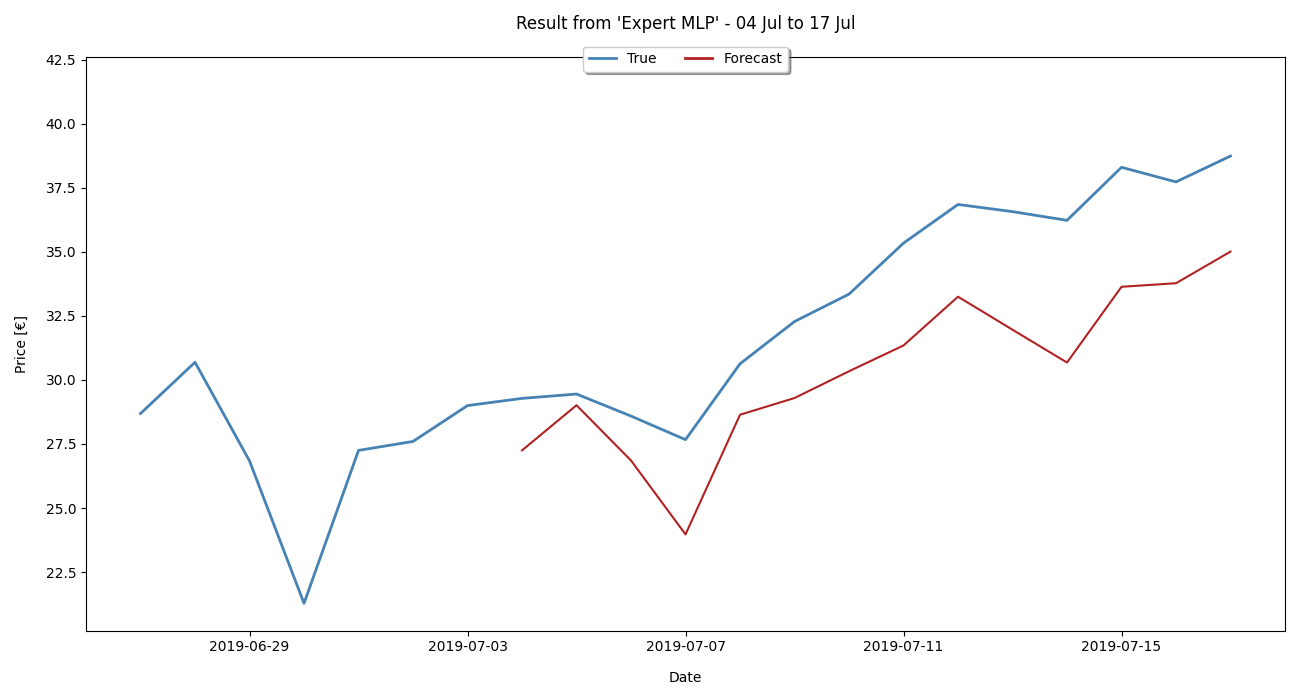 Result from 'Expert MLP' - 04 Jul to 17 Jul
True Forecast
42.5
40.0
37.5
35.0
32.5
30.0
27.5
25.0
22.5
Price [€]
2019-06-29 2019-07-03 2019-07-07 2019-07-11 2019-07-15
Date